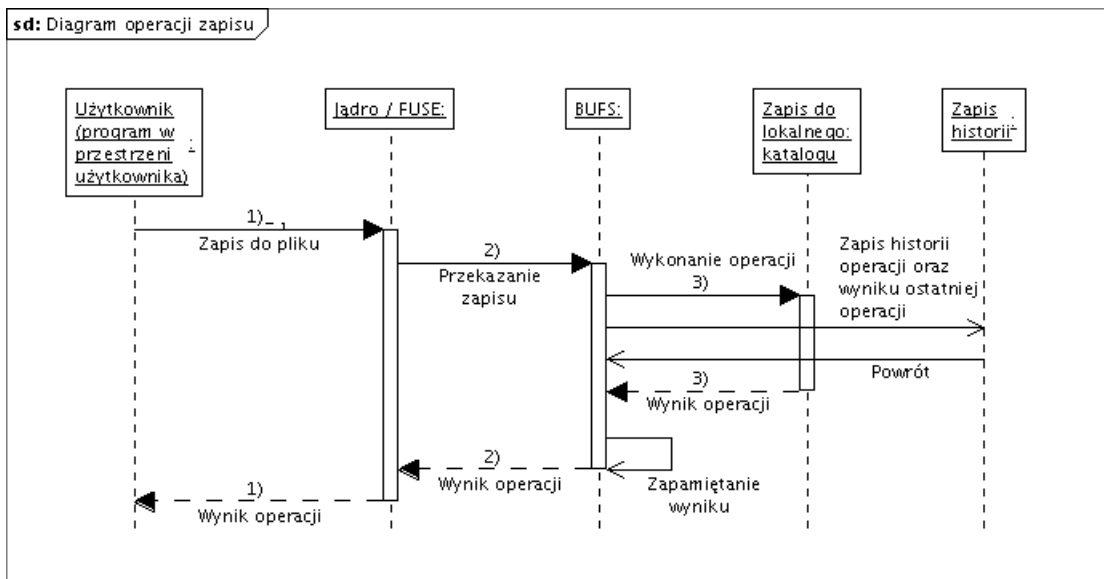 sd: Diagram operacji zapisu
Użytkownik
(program w :
przestrzeni
użytkownika)
Jądro / FUSE:
BUFS:
Zapis do
lokalnego:
katalogu
Zapis :
historii
1)
Zapis do pliku
2)
Przekazanie
zapisu
Wykonanie operacji
3)
Zapis historii
operacji oraz
wyniku ostatniej
operacji
Powrót
3)
Wynik operacji
2)
Wynik operacji
Zapamiętanie
wyniku
1)
Wynik operacji